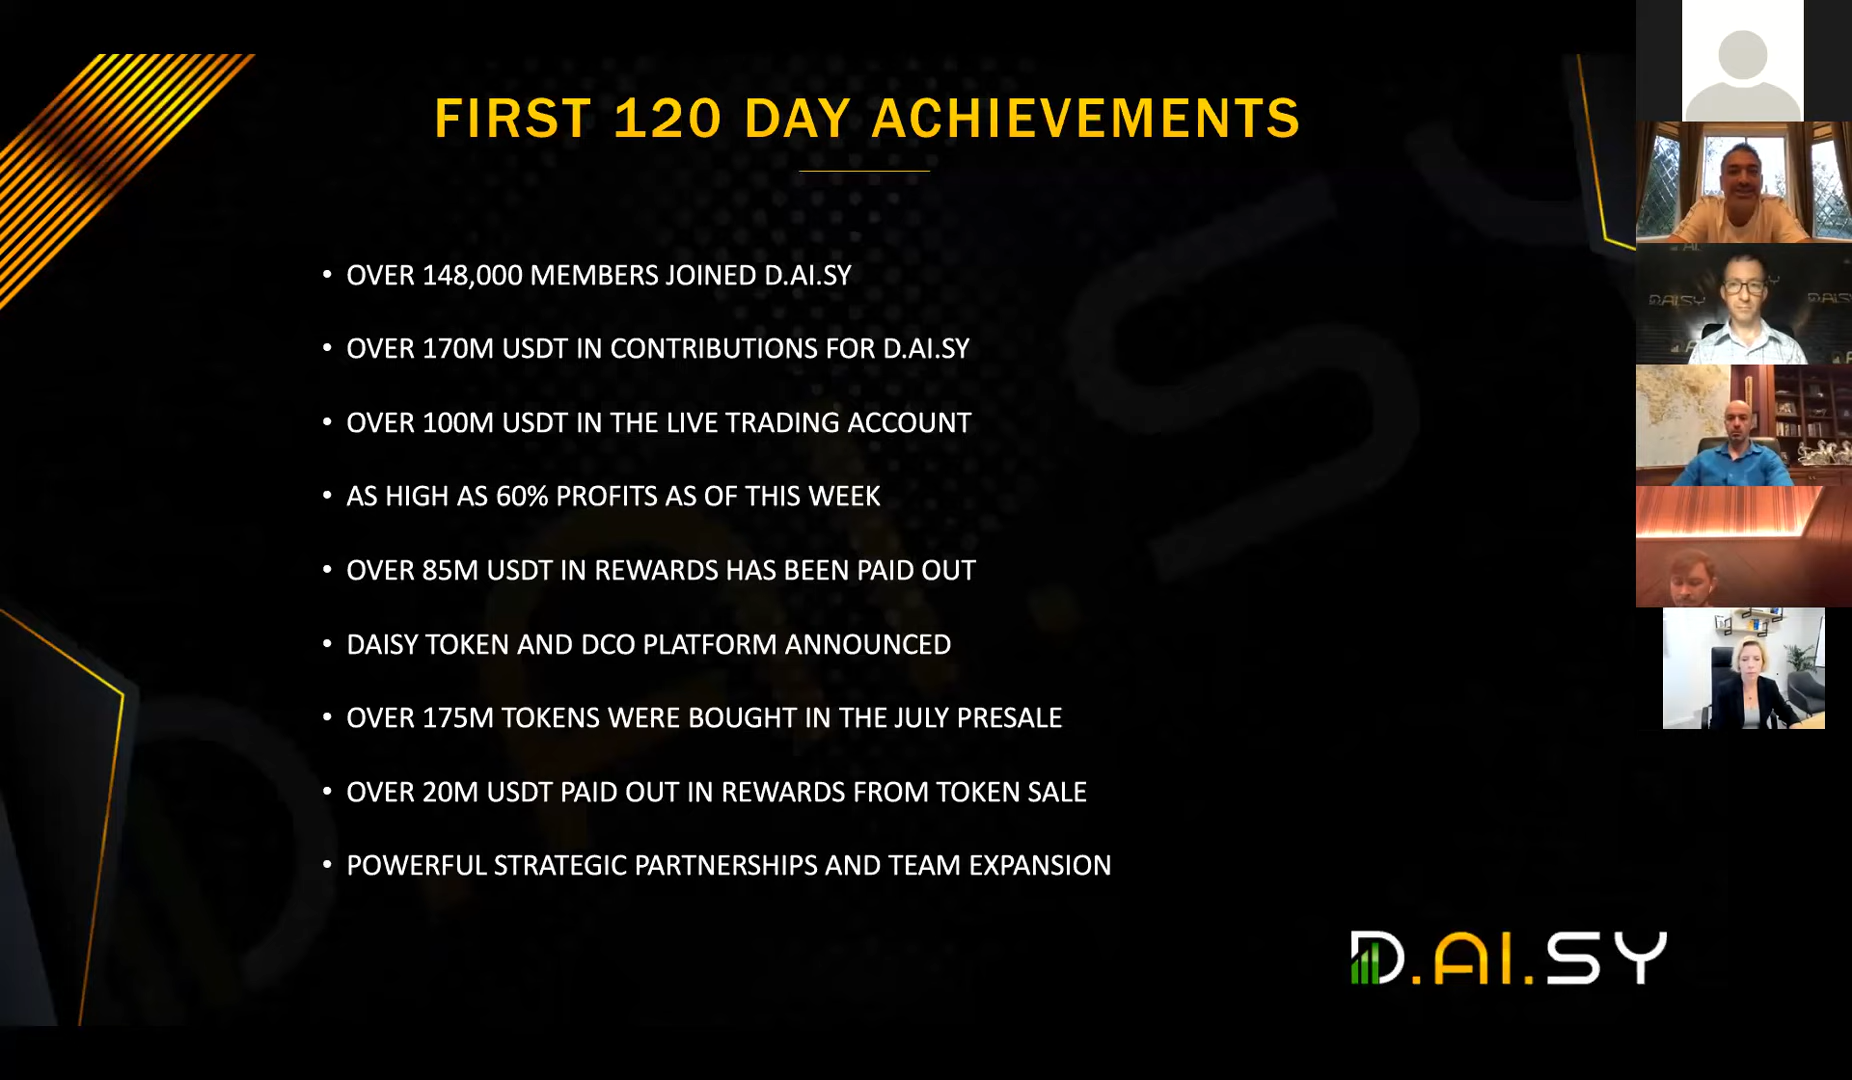 FIRST 120 DAY ACHIEVEMENTS
• OVER 148,000 MEMBERS JOINED D.AI.SY
• OVER 170M USDT IN CONTRIBUTIONS FOR D.AI.SY
• OVER 100M USDT IN THE LIVE TRADING ACCOUNT
• AS HIGH AS 60% PROFITS AS OF THIS WEEK
• OVER 85M USDT IN REWARDS HAS BEEN PAID OUT
• DAISY TOKEN AND DCO PLATFORM ANNOUNCED
• OVER 175M TOKENS WERE BOUGHT IN THE JULY PRESALE
• OVER 20M USDT PAID OUT IN REWARDS FROM TOKEN SALE
• POWERFUL STRATEGIC PARTNERSHIPS AND TEAM EXPANSION
D.AI.SY